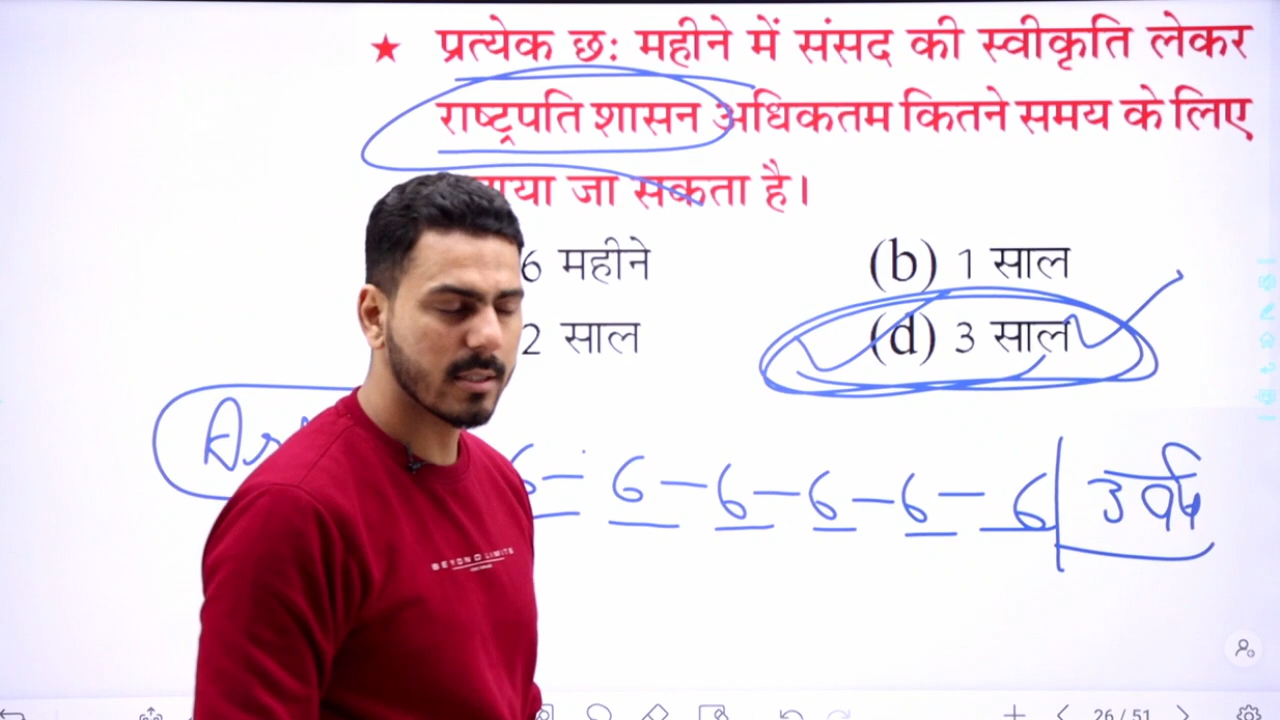 ★ प्रत्येक छः महीने में संसद की स्वीकृति लेकर
राष्ट्रपति शासन अधिकतम कितने समय के लिए
जा सकता है।
6 महीने (b) 1 साल
2 साल (d) 3 साल
6 – 6 – 6 – 6 – 6 – 6 | 3 वर्ष
BEYOND LIMITS
26 / 51